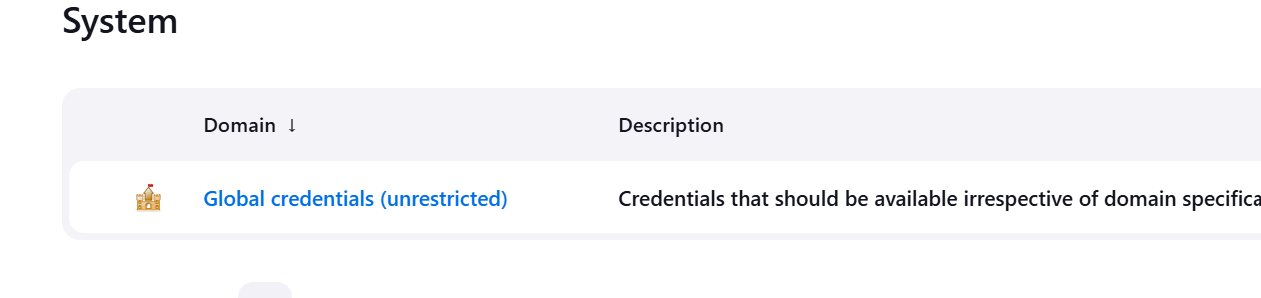 System
Domain ↓
Description
Global credentials (unrestricted)
Credentials that should be available irrespective of domain specifica